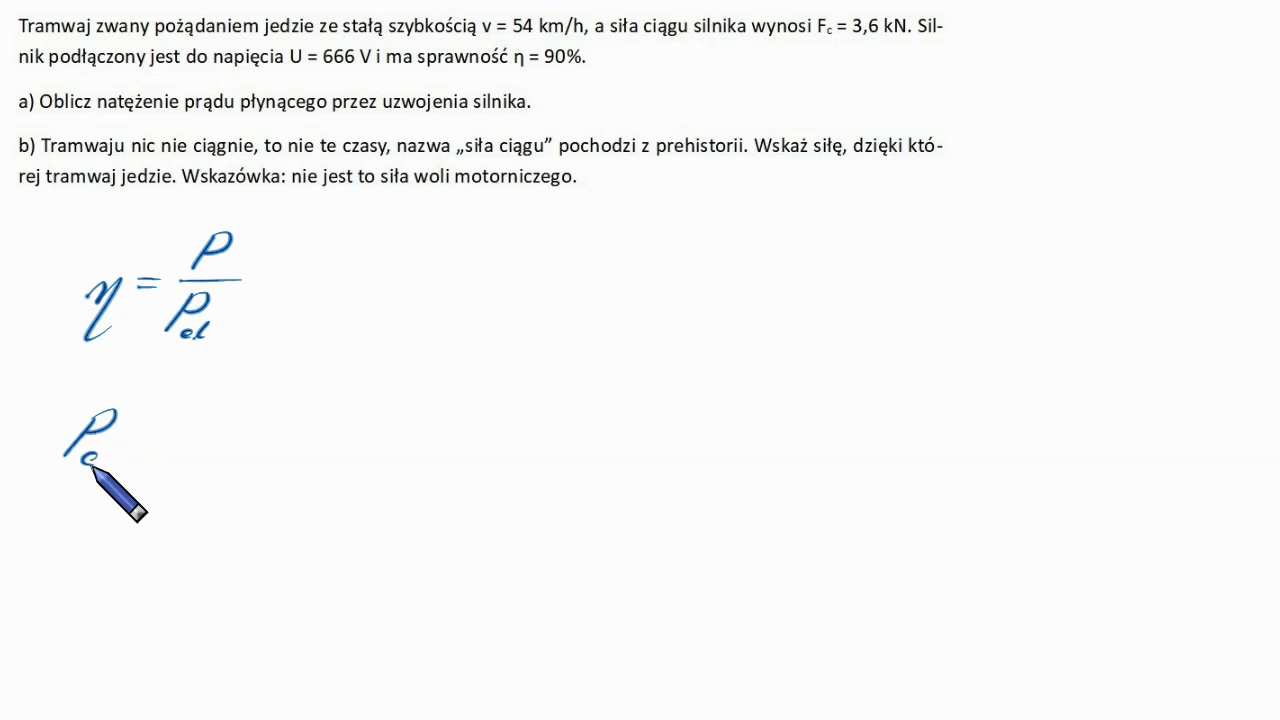 Tramwaj zwany pożądaniem jedzie ze stałą szybkością v = 54 km/h, a siła ciągu silnika wynosi Fc = 3,6 kN. Sil-
nik podłączony jest do napięcia U = 666 V i ma sprawność η = 90%.
a) Oblicz natężenie prądu płynącego przez uzwojenia silnika.
b) Tramwaju nic nie ciągnie, to nie te czasy, nazwa „siła ciągu” pochodzi z prehistorii. Wskaż siłę, dzięki któ-
rej tramwaj jedzie. Wskazówka: nie jest to siła woli motorniczego.
η = P / Pel
Pe